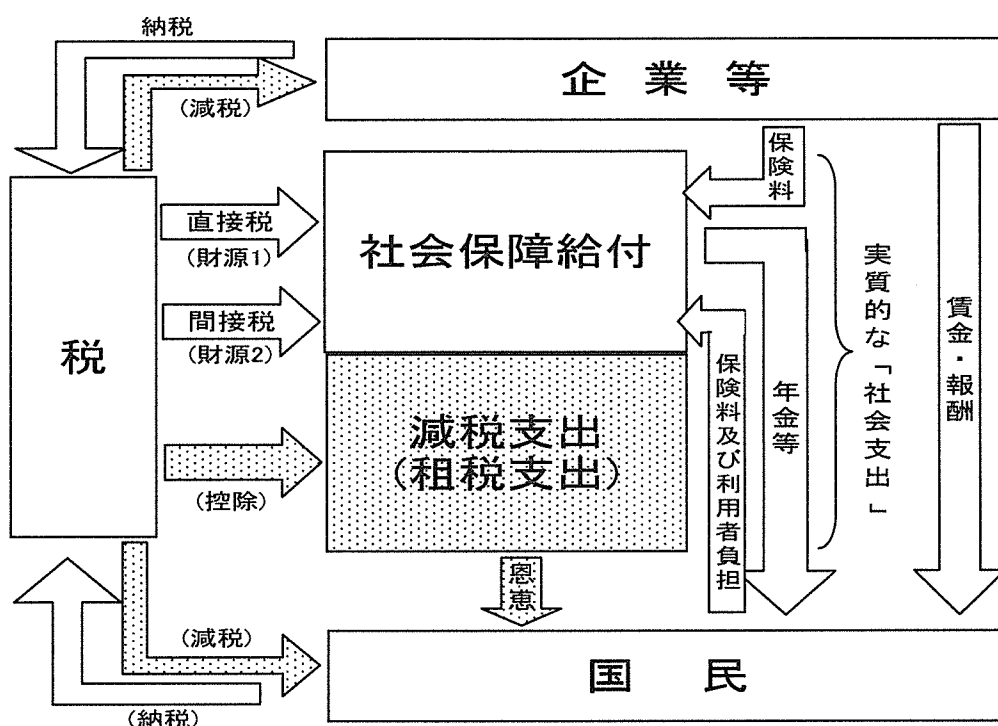 納税
企業等
(減税)
保険料
直接税
(財源1)
社会保障給付
実質的な「社会支出」
賃金・報酬
税
間接税
(財源2)
保険料及び利用者負担
年金等
減税支出
(租税支出)
(控除)
恩恵
(減税)
国民
(納税)